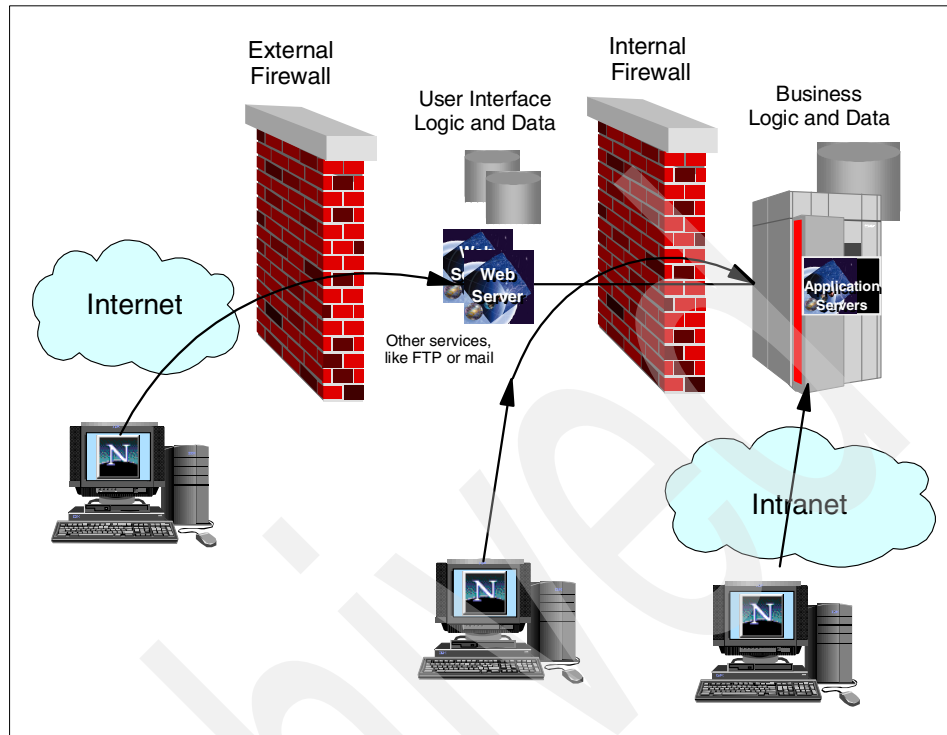 External
Firewall
Internal
Firewall
User Interface
Logic and Data
Business
Logic and Data
Internet
Web
Server
Application
Servers
Other services,
like FTP or mail
Intranet
N
N
N
hived